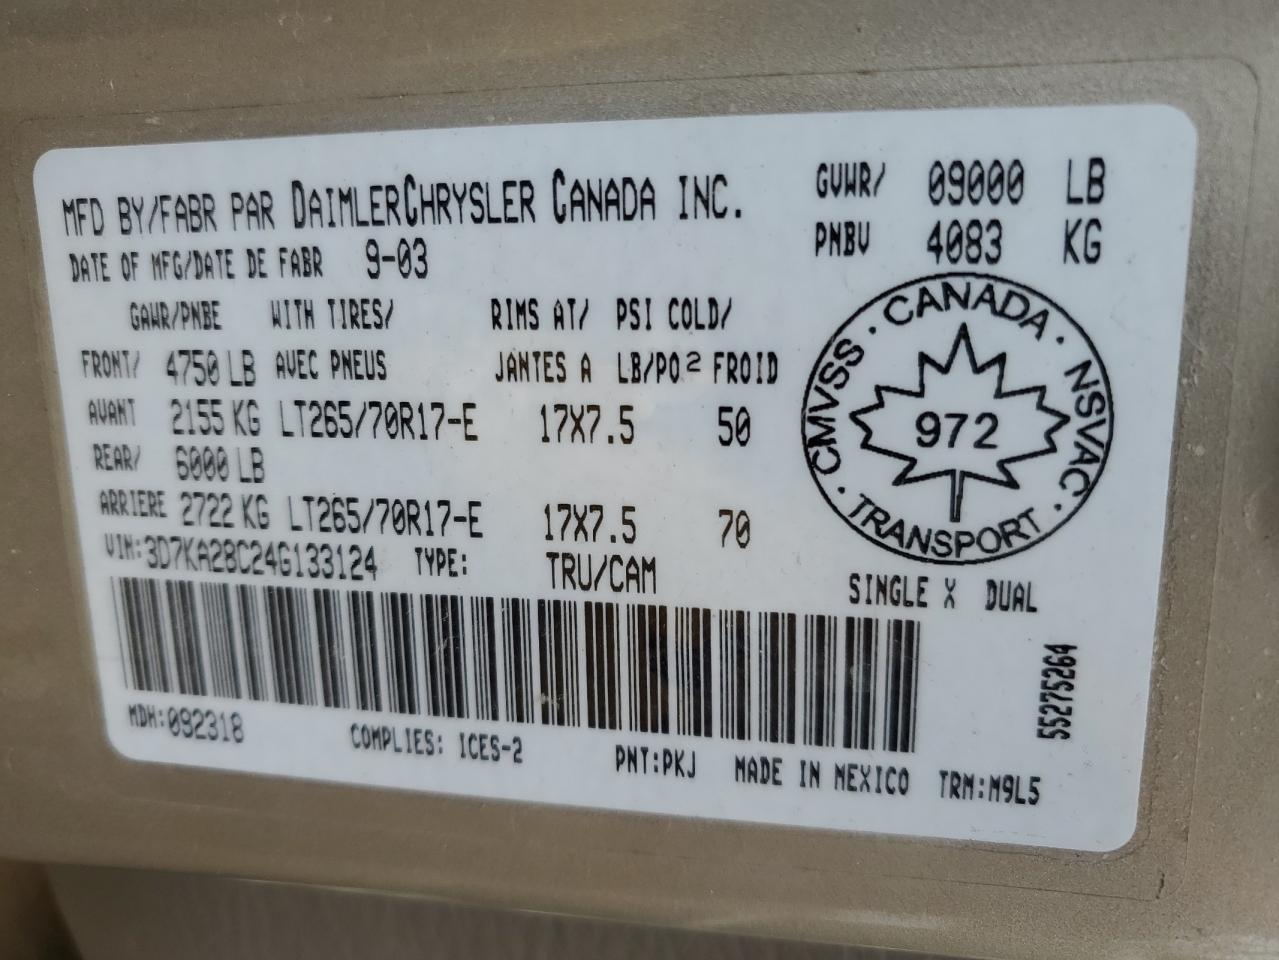 MFD BY/FABR PAR DAIMLERCHRYSLER CANADA INC.
GVWR/ 09000 LB
DATE OF MFG/DATE DE FABR 9-03
PNBV 4083 KG
GAWR/PNBE WITH TIRES/ RIMS AT/ PSI COLD/
FRONT/ 4750 LB AVEC PNEUS JANTES A LB/PO² FROID
AVANT 2155 KG LT265/70R17-E 17X7.5 50
REAR/ 6000 LB
ARRIERE 2722 KG LT265/70R17-E 17X7.5 70
VIN:3D7KA28C24G133124 TYPE: TRU/CAM
CMVSS · CANADA · NSVAC · TRANSPORT ·
972
SINGLE X DUAL
55275264
MDH:092318 COMPLIES: ICES-2 PNT:PKJ MADE IN MEXICO TRM:M9L5